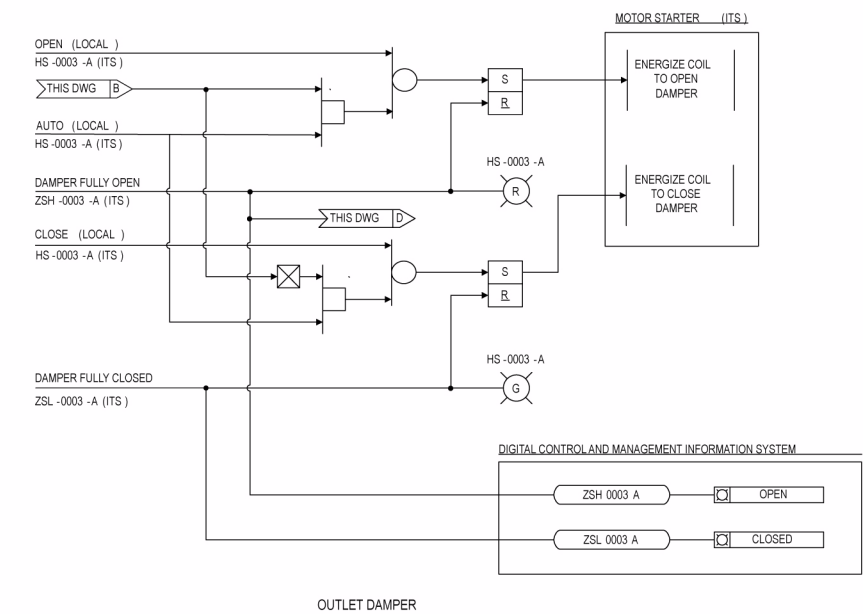 MOTOR STARTER (ITS )
OPEN (LOCAL )
HS -0003 -A (ITS )
THIS DWG B
AUTO (LOCAL )
HS -0003 -A (ITS )
S
R
ENERGIZE COIL
TO OPEN
DAMPER
DAMPER FULLY OPEN
ZSH -0003 -A (ITS )
HS -0003 -A
R
ENERGIZE COIL
TO CLOSE
DAMPER
THIS DWG D
CLOSE (LOCAL )
HS -0003 -A (ITS )
S
R
DAMPER FULLY CLOSED
ZSL -0003 -A (ITS )
HS -0003 -A
G
DIGITAL CONTROL AND MANAGEMENT INFORMATION SYSTEM
ZSH 0003 A
OPEN
ZSL 0003 A
CLOSED
OUTLET DAMPER